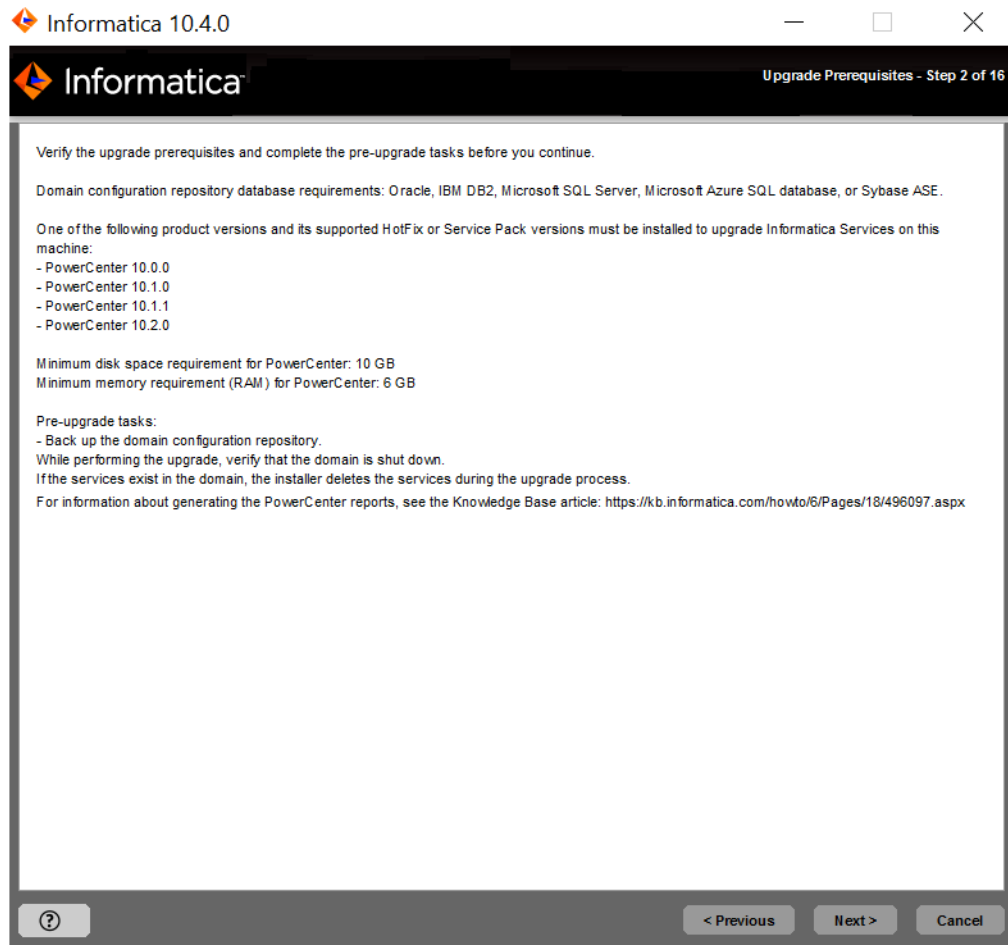 Informatica 10.4.0
Informatica
Upgrade Prerequisites - Step 2 of 16
Verify the upgrade prerequisites and complete the pre-upgrade tasks before you continue.
Domain configuration repository database requirements: Oracle, IBM DB2, Microsoft SQL Server, Microsoft Azure SQL database, or Sybase ASE.
One of the following product versions and its supported HotFix or Service Pack versions must be installed to upgrade Informatica Services on this
machine:
- PowerCenter 10.0.0
- PowerCenter 10.1.0
- PowerCenter 10.1.1
- PowerCenter 10.2.0
Minimum disk space requirement for PowerCenter: 10 GB
Minimum memory requirement (RAM) for PowerCenter: 6 GB
Pre-upgrade tasks:
- Back up the domain configuration repository.
While performing the upgrade, verify that the domain is shut down.
If the services exist in the domain, the installer deletes the services during the upgrade process.
For information about generating the PowerCenter reports, see the Knowledge Base article: https://kb.informatica.com/howto/6/Pages/18/496097.aspx
?
< Previous
Next >
Cancel